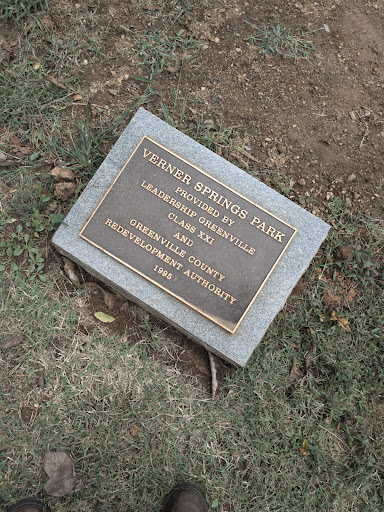 VERNER SPRINGS PARK
PROVIDED BY
LEADERSHIP GREENVILLE
CLASS XXI
AND
GREENVILLE COUNTY
REDEVELOPMENT AUTHORITY
1995